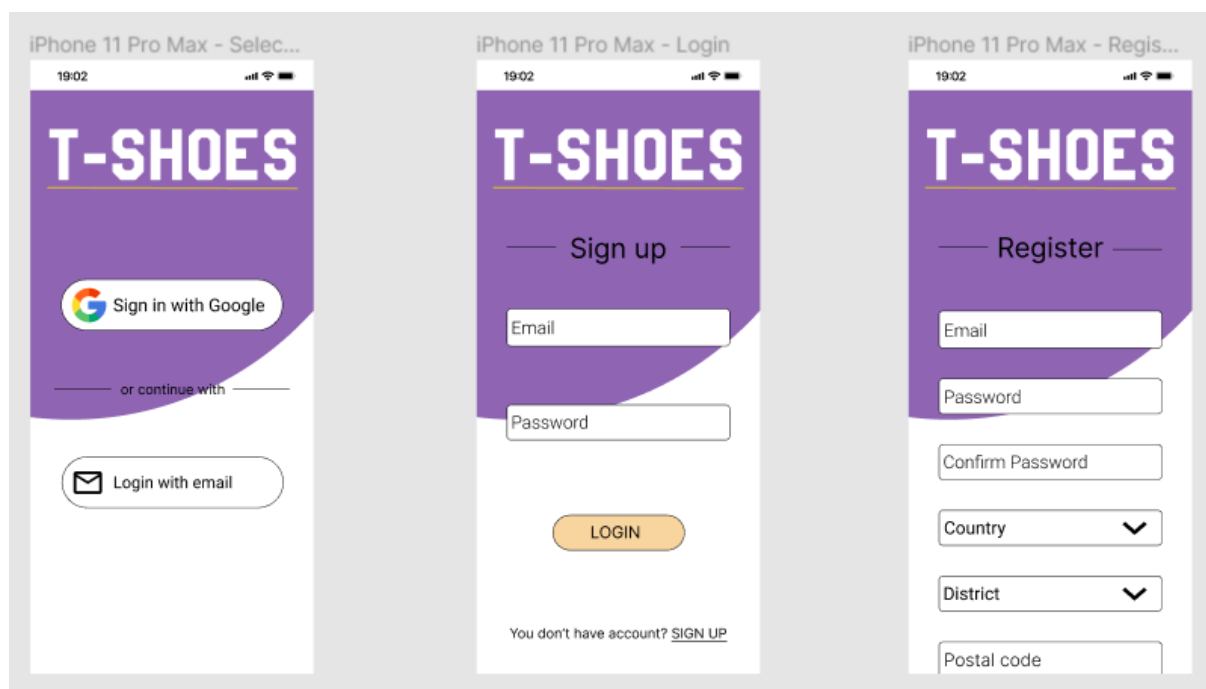 iPhone 11 Pro Max - Selec...
19:02
T-SHOES
Sign in with Google
or continue with
Login with email
iPhone 11 Pro Max - Login
19:02
T-SHOES
Sign up
Email
Password
LOGIN
You don't have account? SIGN UP
iPhone 11 Pro Max - Regis...
19:02
T-SHOES
Register
Email
Password
Confirm Password
Country
District
Postal code